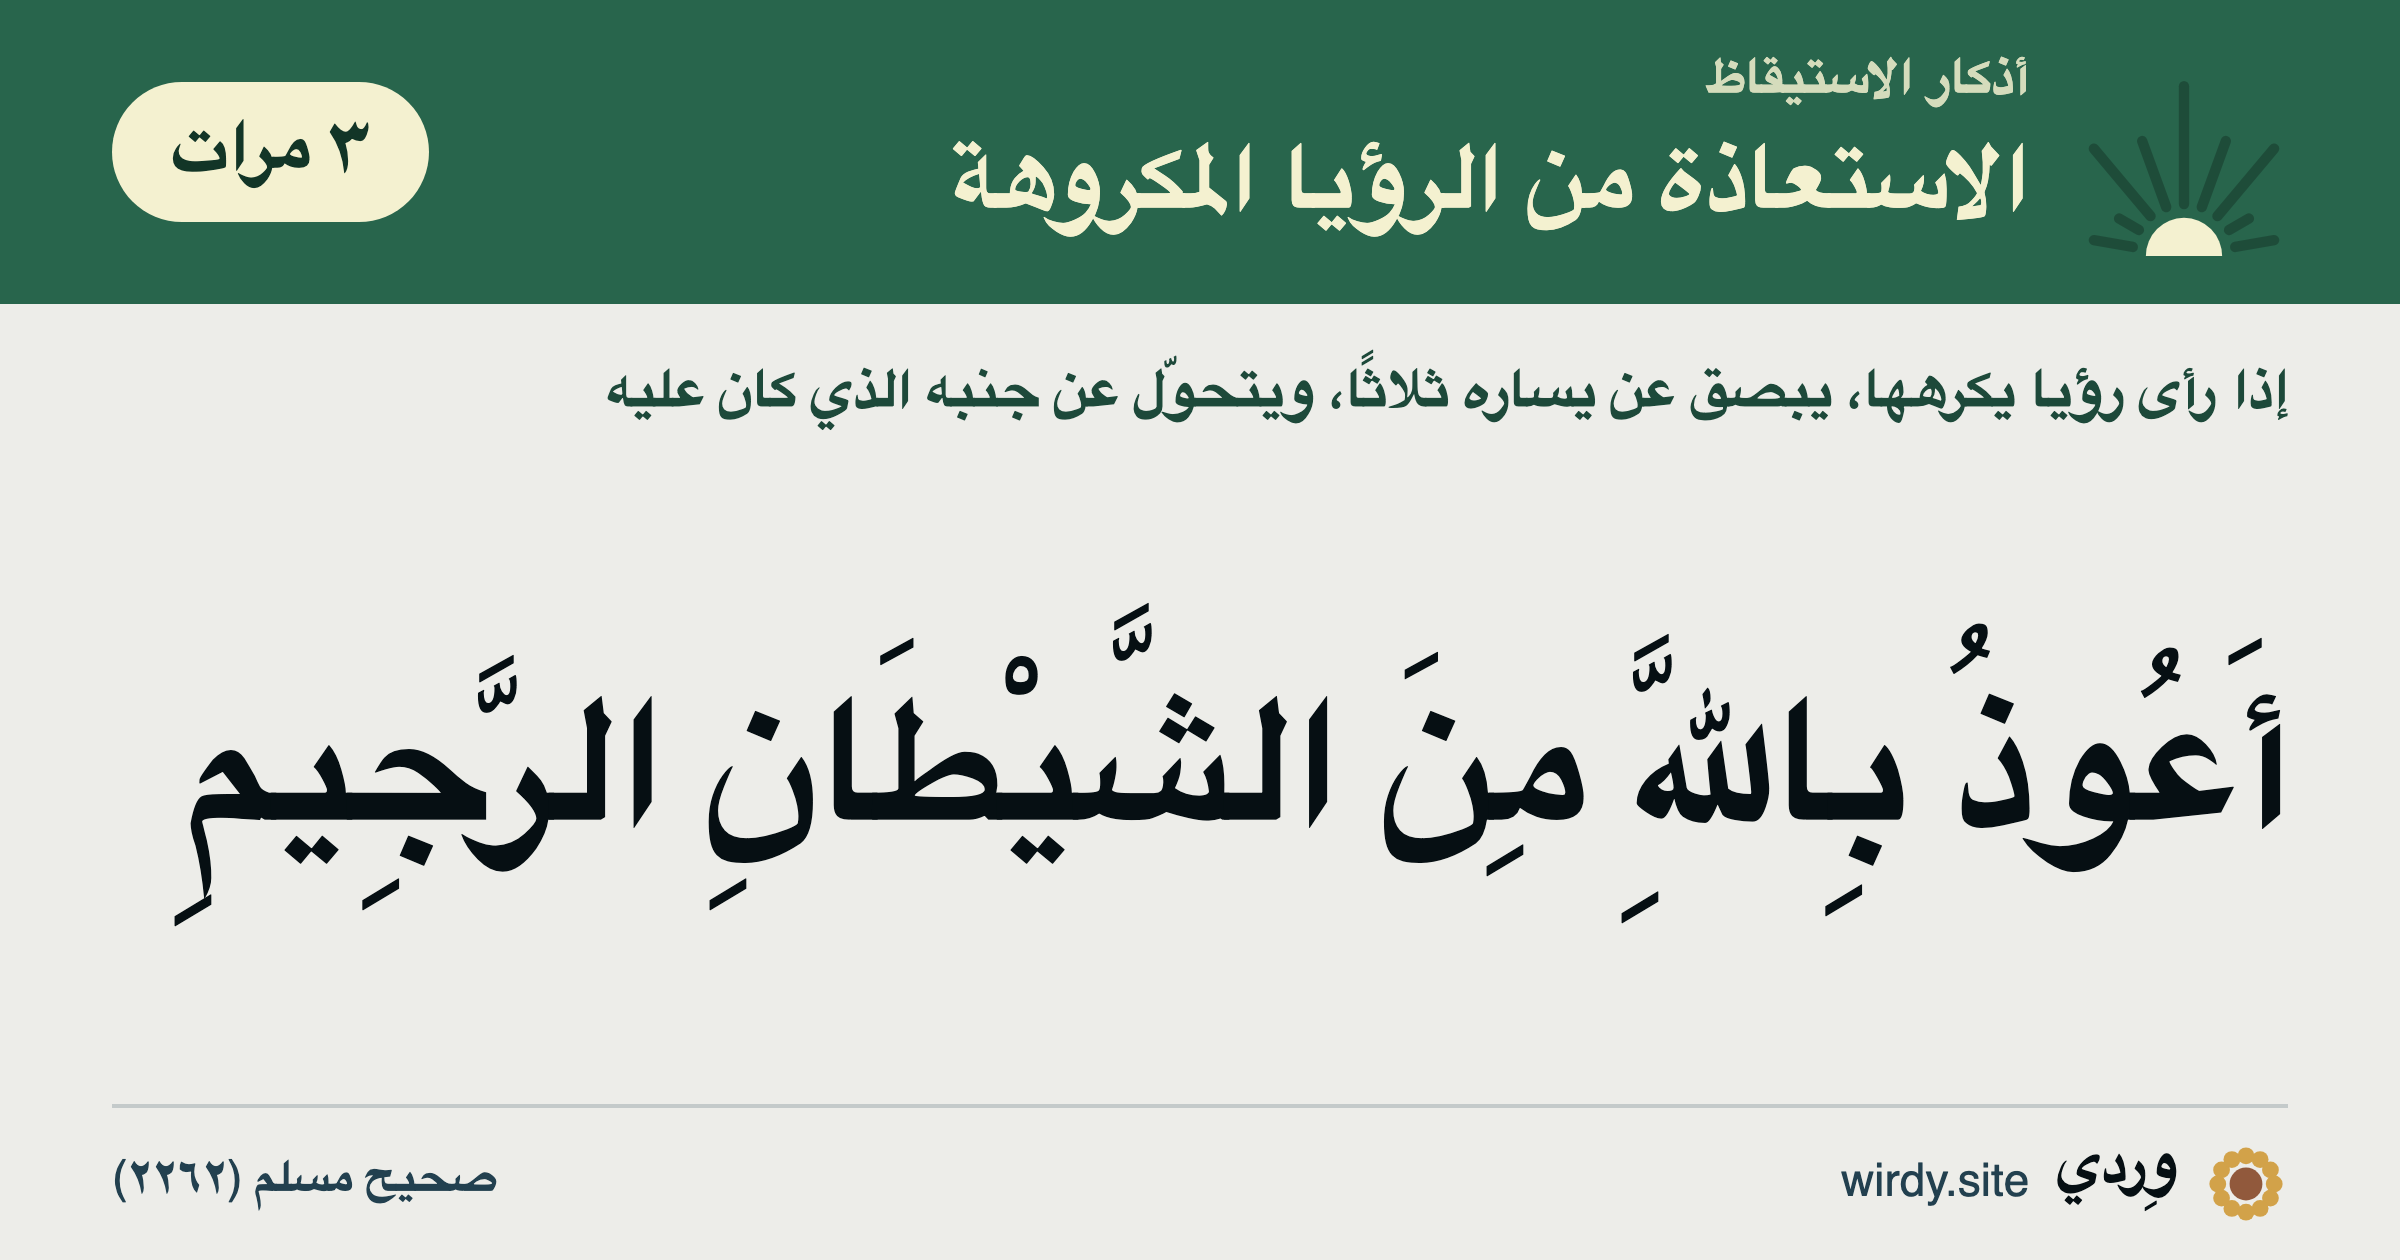 أذكار الاستيقاظ
الاستعاذة من الرؤيا المكروهة
٣ مرات
إذا رأى رؤيا يكرهها، يبصق عن يساره ثلاثًا، ويتحوّل عن جنبه الذي كان عليه
أَعُوذُ بِاللهَِّ مِنَ الشَّيْطَانِ الرَّجِيمِ
وِردي wirdy.site
صحيح مسلم (٢٢٦٢)